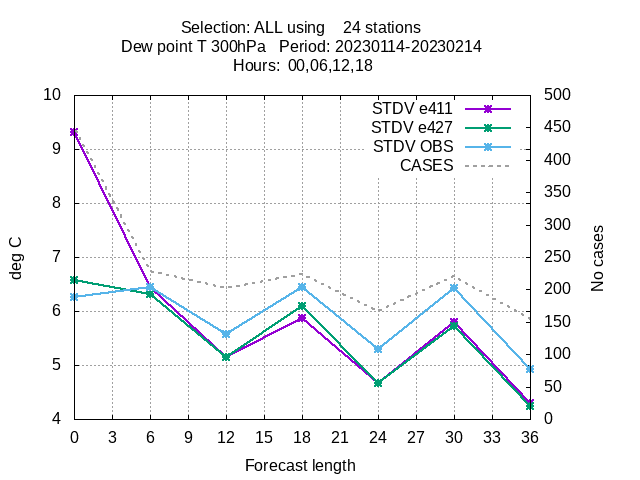 Selection: ALL using 24 stations
Dew point T 300hPa Period: 20230114-20230214
Hours: 00,06,12,18
STDV e411
STDV e427
STDV OBS
CASES
10
9
8
7
6
5
4
deg C
500
450
400
350
300
250
200
150
100
50
0
No cases
0 3 6 9 12 15 18 21 24 27 30 33 36
Forecast length